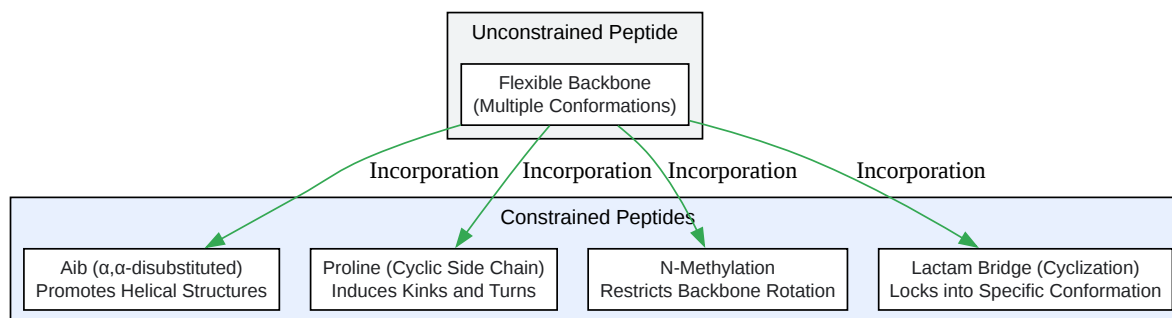 Unconstrained Peptide
Flexible Backbone
(Multiple Conformations)
Incorporation
Incorporation
Incorporation
Incorporation
Constrained Peptides
Aib (α,α-disubstituted)
Promotes Helical Structures
Proline (Cyclic Side Chain)
Induces Kinks and Turns
N-Methylation
Restricts Backbone Rotation
Lactam Bridge (Cyclization)
Locks into Specific Conformation